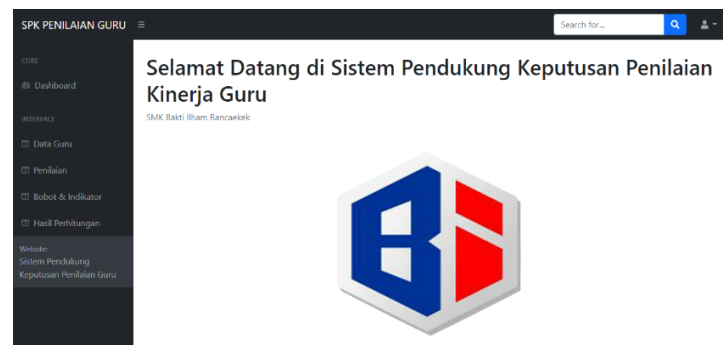 SPK PENILAIAN GURU
Search for...
CORE
Dashboard
INTERFACE
Data Guru
Penilaian
Bobot & Indikator
Hasil Perhitungan
Website:
Sistem Pendukung
Keputusan Penilaian Guru
Selamat Datang di Sistem Pendukung Keputusan Penilaian
Kinerja Guru
SMK Bakti Ilham Rancaekek
Bi